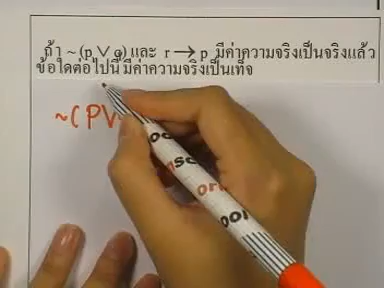 ถ้า ~ (p ∨ q) และ r → p มีค่าความจริงเป็นจริงแล้ว
ข้อใดต่อไปนี้ มีค่าความจริงเป็นเท็จ
~( P V